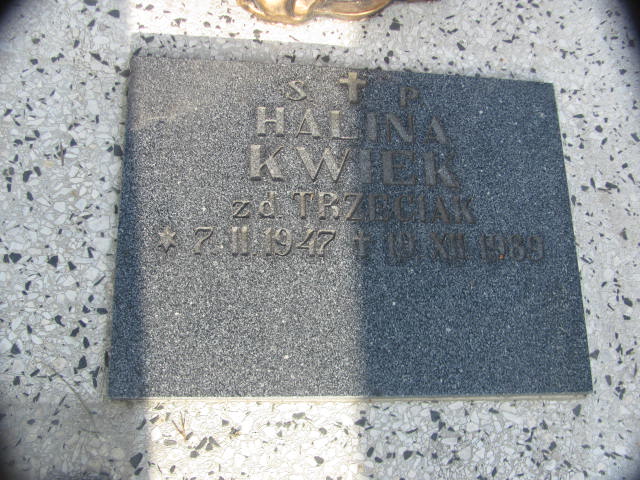 S. † P.
HALINA
KWIEK
zd. TRZECIAK
* 7. II. 1947 † 19. XII. 1989